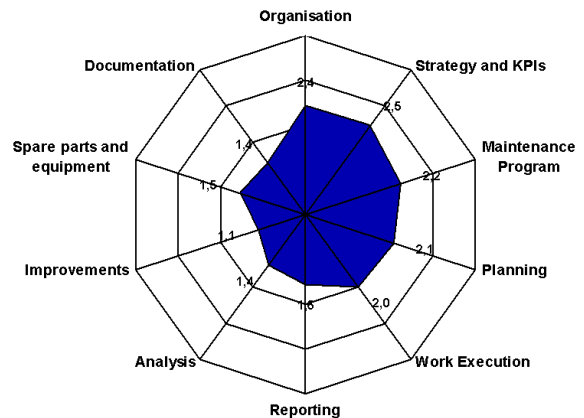 Organisation
Documentation
Strategy and KPIs
2,4
2,5
1,4
Spare parts and
equipment
Maintenance
Program
2,2
1,5
1,1
2,1
Improvements
Planning
1,4
1,6
2,0
Analysis
Work Execution
Reporting